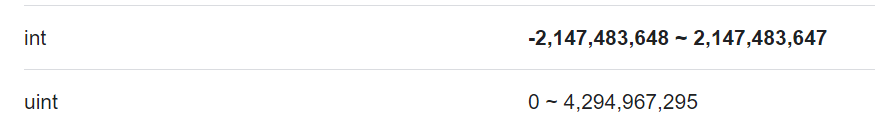 int -2,147,483,648 ~ 2,147,483,647
uint 0 ~ 4,294,967,295